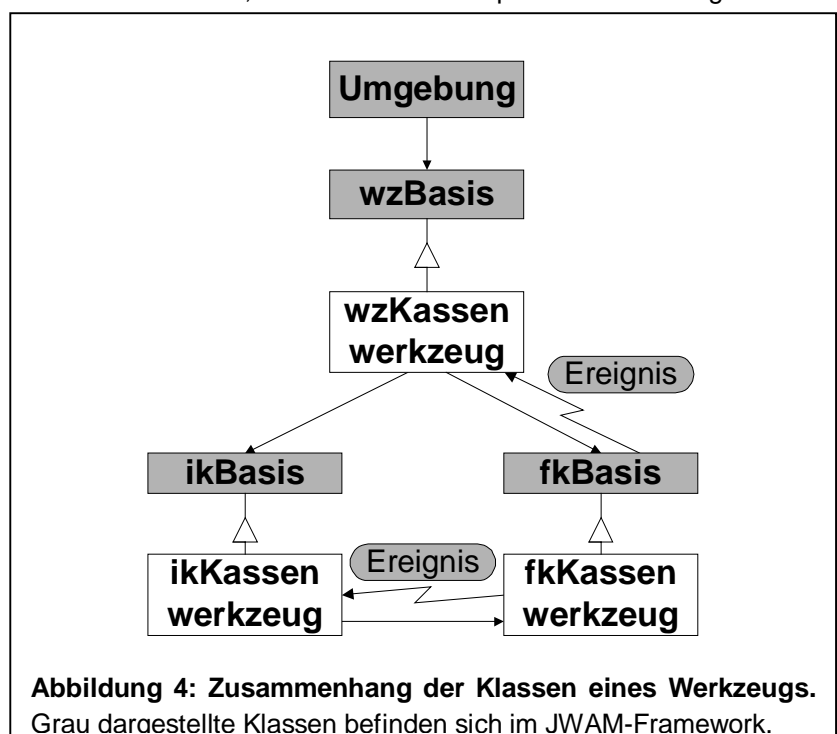 Umgebung
wzBasis
wzKassen
werkzeug
Ereignis
ikBasis
fkBasis
ikKassen
werkzeug
Ereignis
fkKassen
werkzeug
Abbildung 4: Zusammenhang der Klassen eines Werkzeugs.
Grau dargestellte Klassen befinden sich im JWAM-Framework.